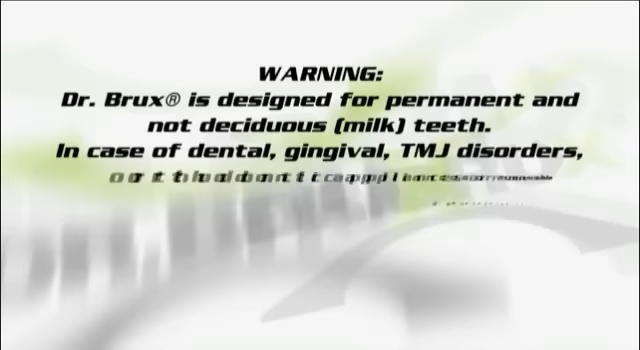 WARNING:
Dr. Brux® is designed for permanent and
not deciduous (milk) teeth.
In case of dental, gingival, TMJ disorders,